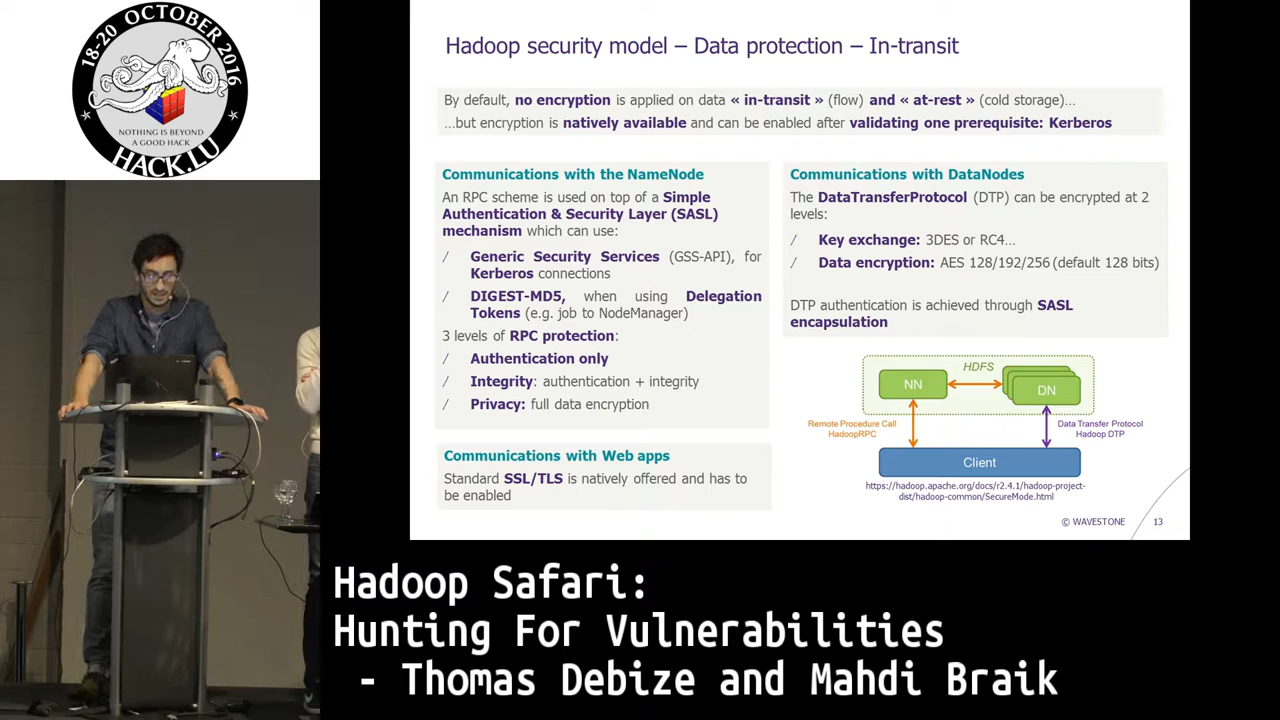 18-20 OCTOBER 2016
NOTHING IS BEYOND
A GOOD HACK
HACK.LU
Hadoop security model – Data protection – In-transit
By default, no encryption is applied on data « in-transit » (flow) and « at-rest » (cold storage)…
…but encryption is natively available and can be enabled after validating one prerequisite: Kerberos
Communications with the NameNode
An RPC scheme is used on top of a Simple
Authentication & Security Layer (SASL)
mechanism which can use:
/ Generic Security Services (GSS-API), for
Kerberos connections
/ DIGEST-MD5, when using Delegation
Tokens (e.g. job to NodeManager)
3 levels of RPC protection:
/ Authentication only
/ Integrity: authentication + integrity
/ Privacy: full data encryption
Communications with Web apps
Standard SSL/TLS is natively offered and has to
be enabled
Communications with DataNodes
The DataTransferProtocol (DTP) can be encrypted at 2
levels:
/ Key exchange: 3DES or RC4…
/ Data encryption: AES 128/192/256 (default 128 bits)
DTP authentication is achieved through SASL
encapsulation
HDFS
NN
DN
Remote Procedure Call
HadoopRPC
Data Transfer Protocol
Hadoop DTP
Client
https://hadoop.apache.org/docs/r2.4.1/hadoop-project-
dist/hadoop-common/SecureMode.html
© WAVESTONE 13
Hadoop Safari:
Hunting For Vulnerabilities
- Thomas Debize and Mahdi Braik